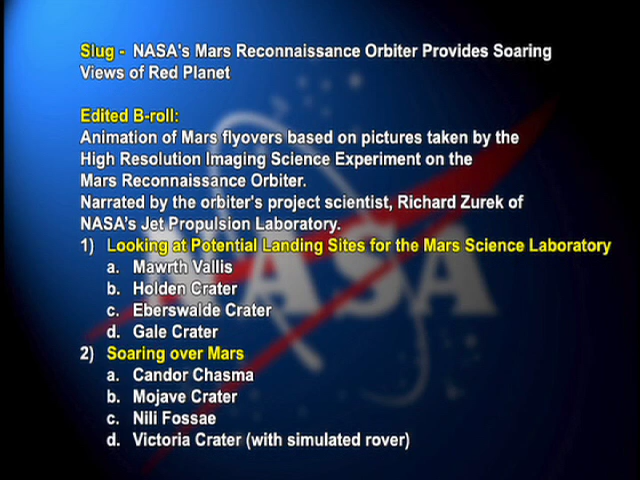 Slug - NASA's Mars Reconnaissance Orbiter Provides Soaring
Views of Red Planet
Edited B-roll:
Animation of Mars flyovers based on pictures taken by the
High Resolution Imaging Science Experiment on the
Mars Reconnaissance Orbiter.
Narrated by the orbiter's project scientist, Richard Zurek of
NASA's Jet Propulsion Laboratory.
1) Looking at Potential Landing Sites for the Mars Science Laboratory
a. Mawrth Vallis
b. Holden Crater
c. Eberswalde Crater
d. Gale Crater
2) Soaring over Mars
a. Candor Chasma
b. Mojave Crater
c. Nili Fossae
d. Victoria Crater (with simulated rover)
NASA